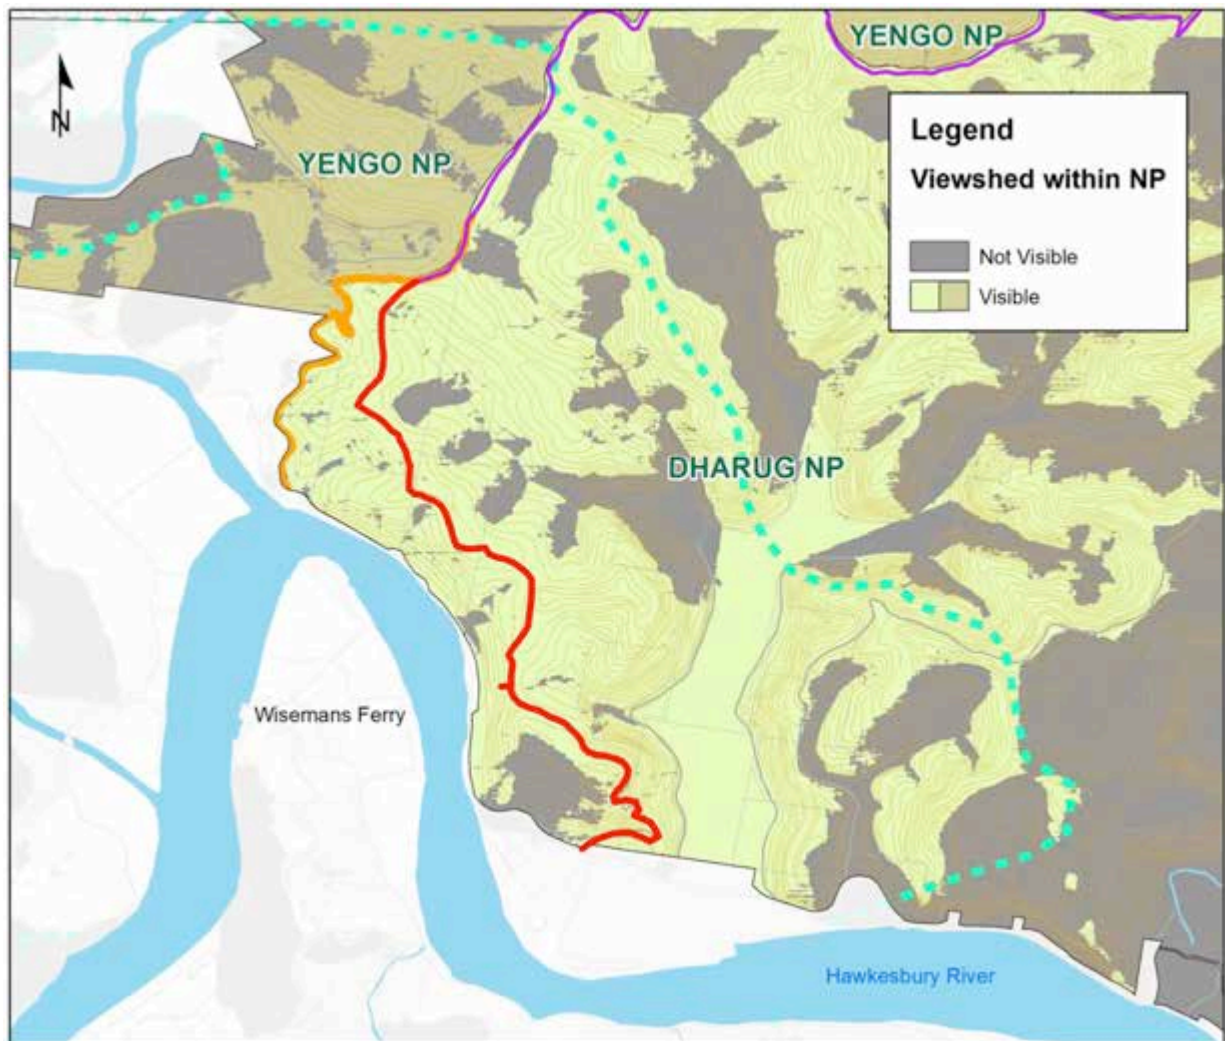 YENGO NP
N
Legend
Viewshed within NP
YENGO NP
Not Visible
Visible
DHARUG NP
Wisemans Ferry
Hawkesbury River